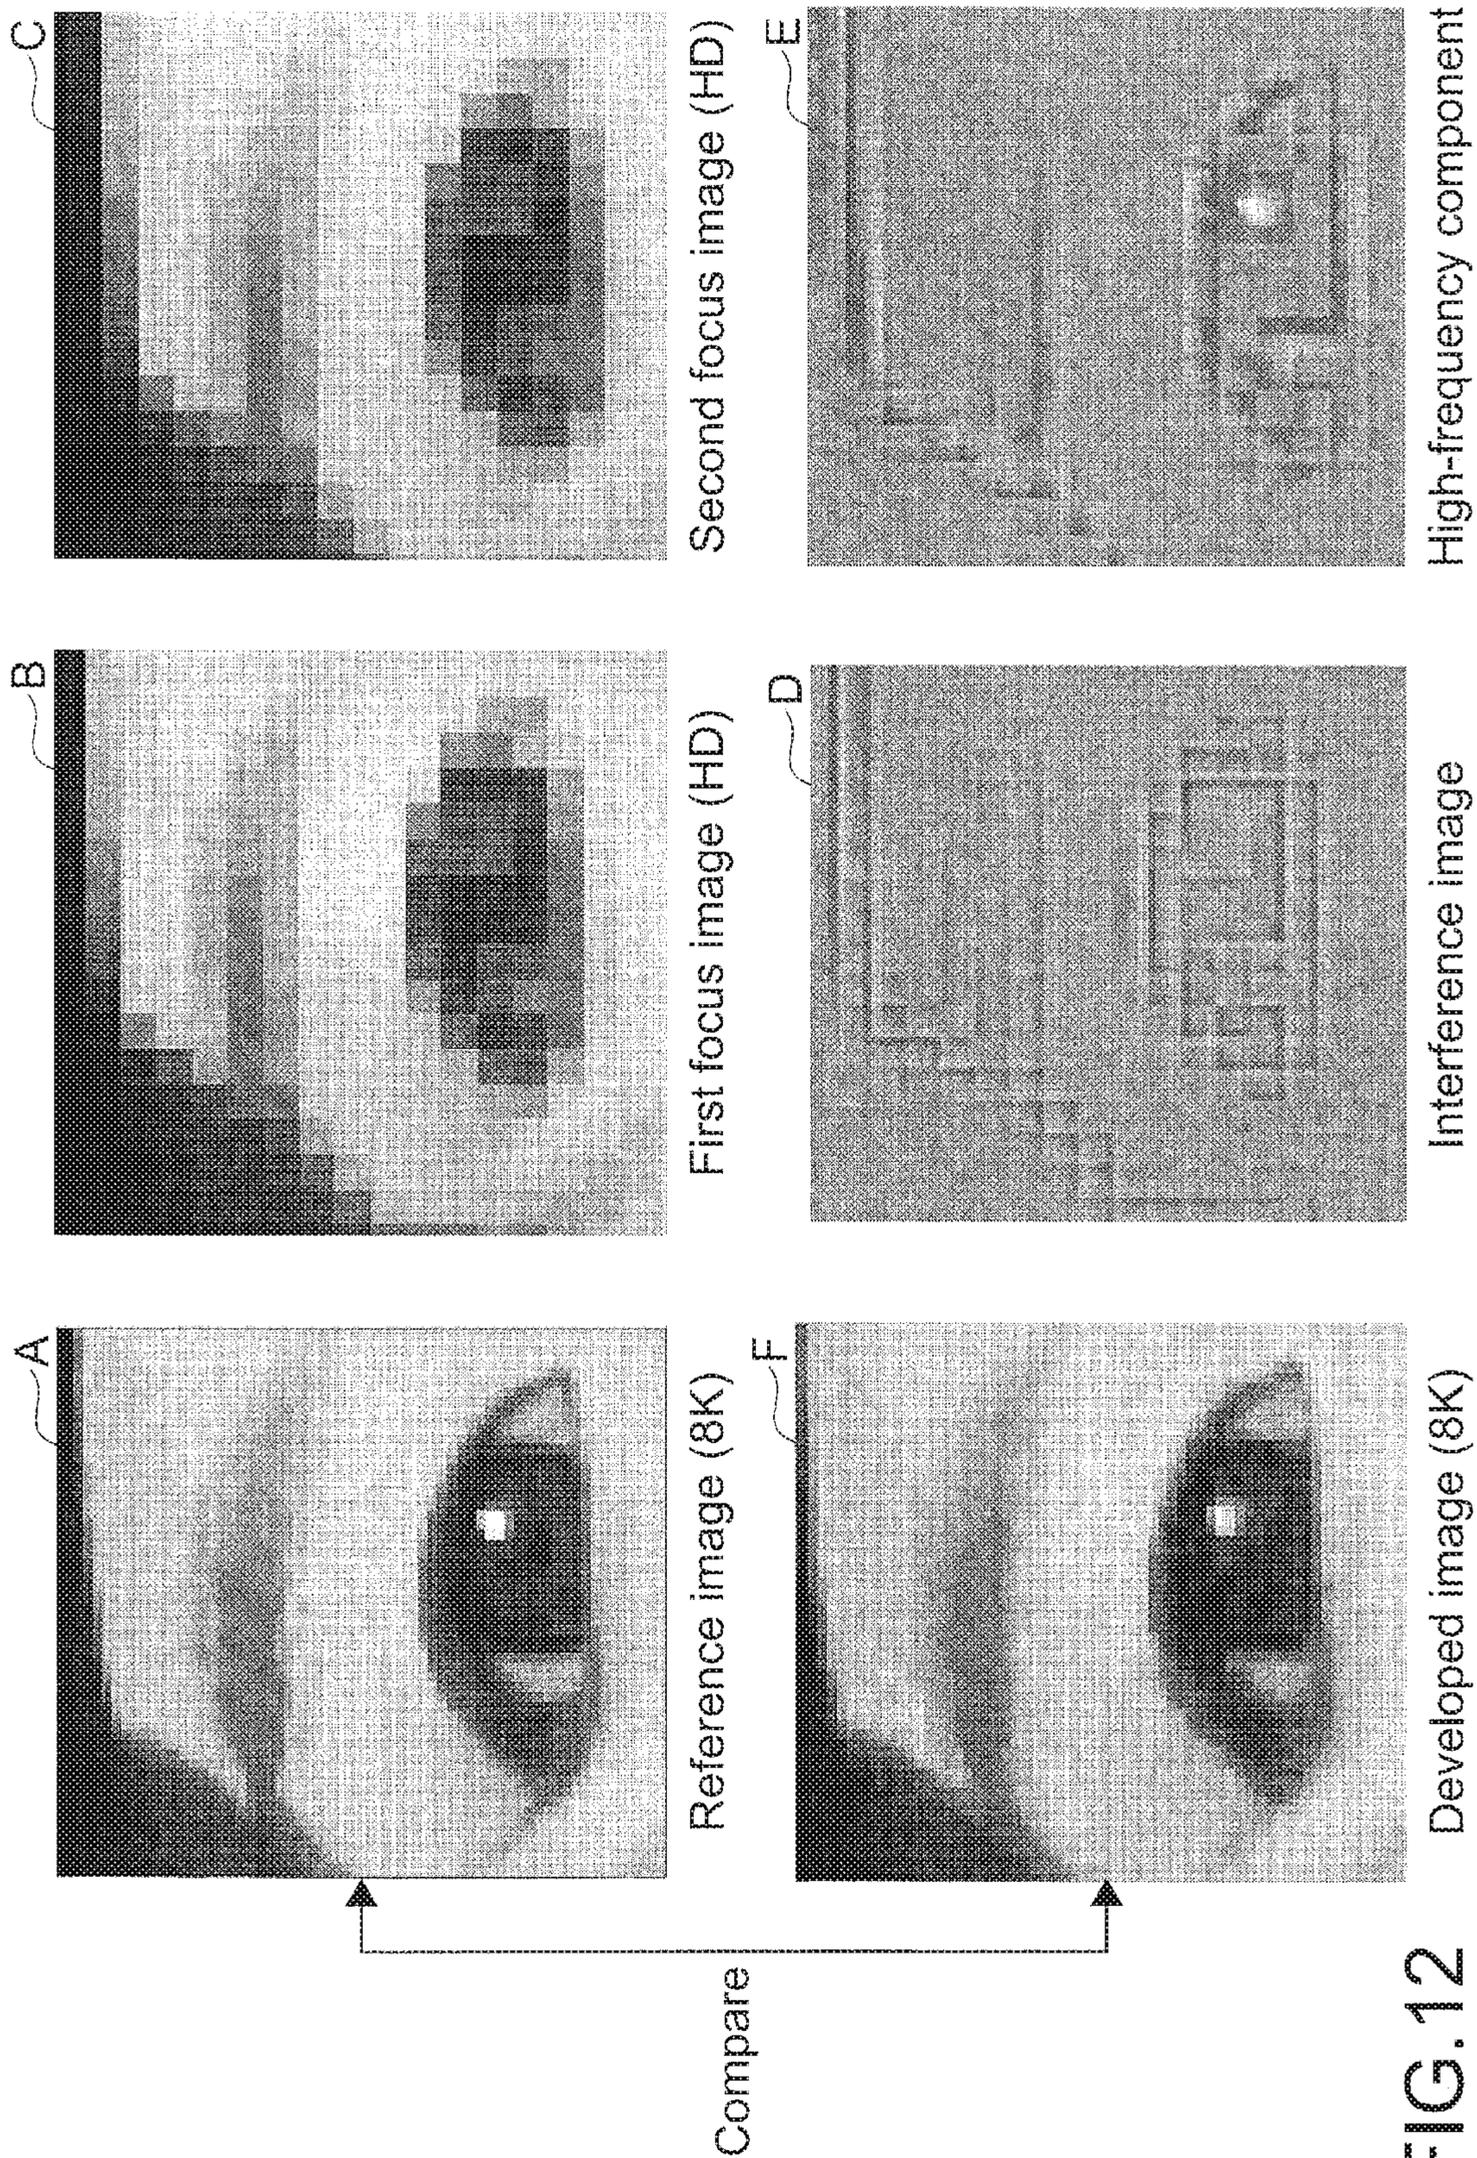 A
Reference image (8K)
B
First focus image (HD)
C
Second focus image (HD)
Compare
F
Developed image (8K)
D
Interference image
E
High-frequency component
FIG.12